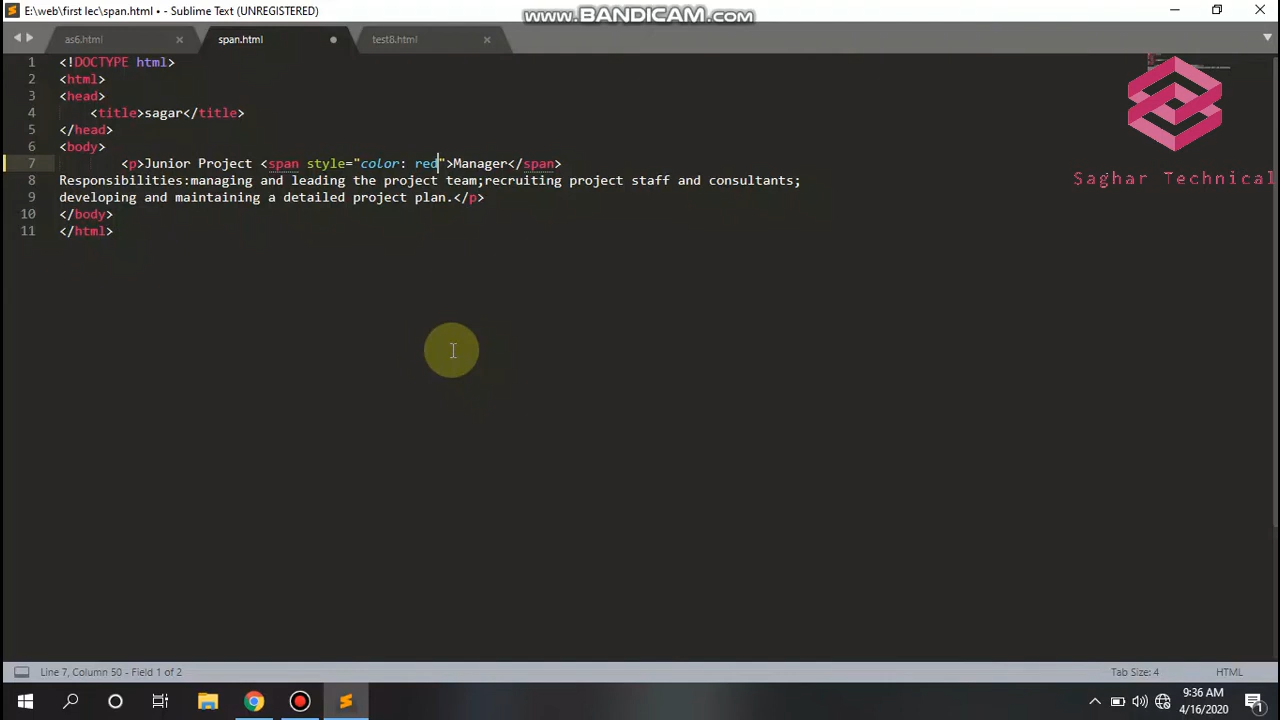 E:\web\first lec\span.html • - Sublime Text (UNREGISTERED)
www.BANDICAM.com
as6.html
span.html
test8.html
1 <!DOCTYPE html>
2 <html>
3 <head>
4 <title>sagar</title>
5 </head>
6 <body>
7 <p>Junior Project <span style="color: red">Manager</span>
8 Responsibilities:managing and leading the project team;recruiting project staff and consultants;
9 developing and maintaining a detailed project plan.</p>
10 </body>
11 </html>
Saghar Technical
Line 7, Column 50 - Field 1 of 2
Tab Size: 4
HTML
9:36 AM
4/16/2020
1